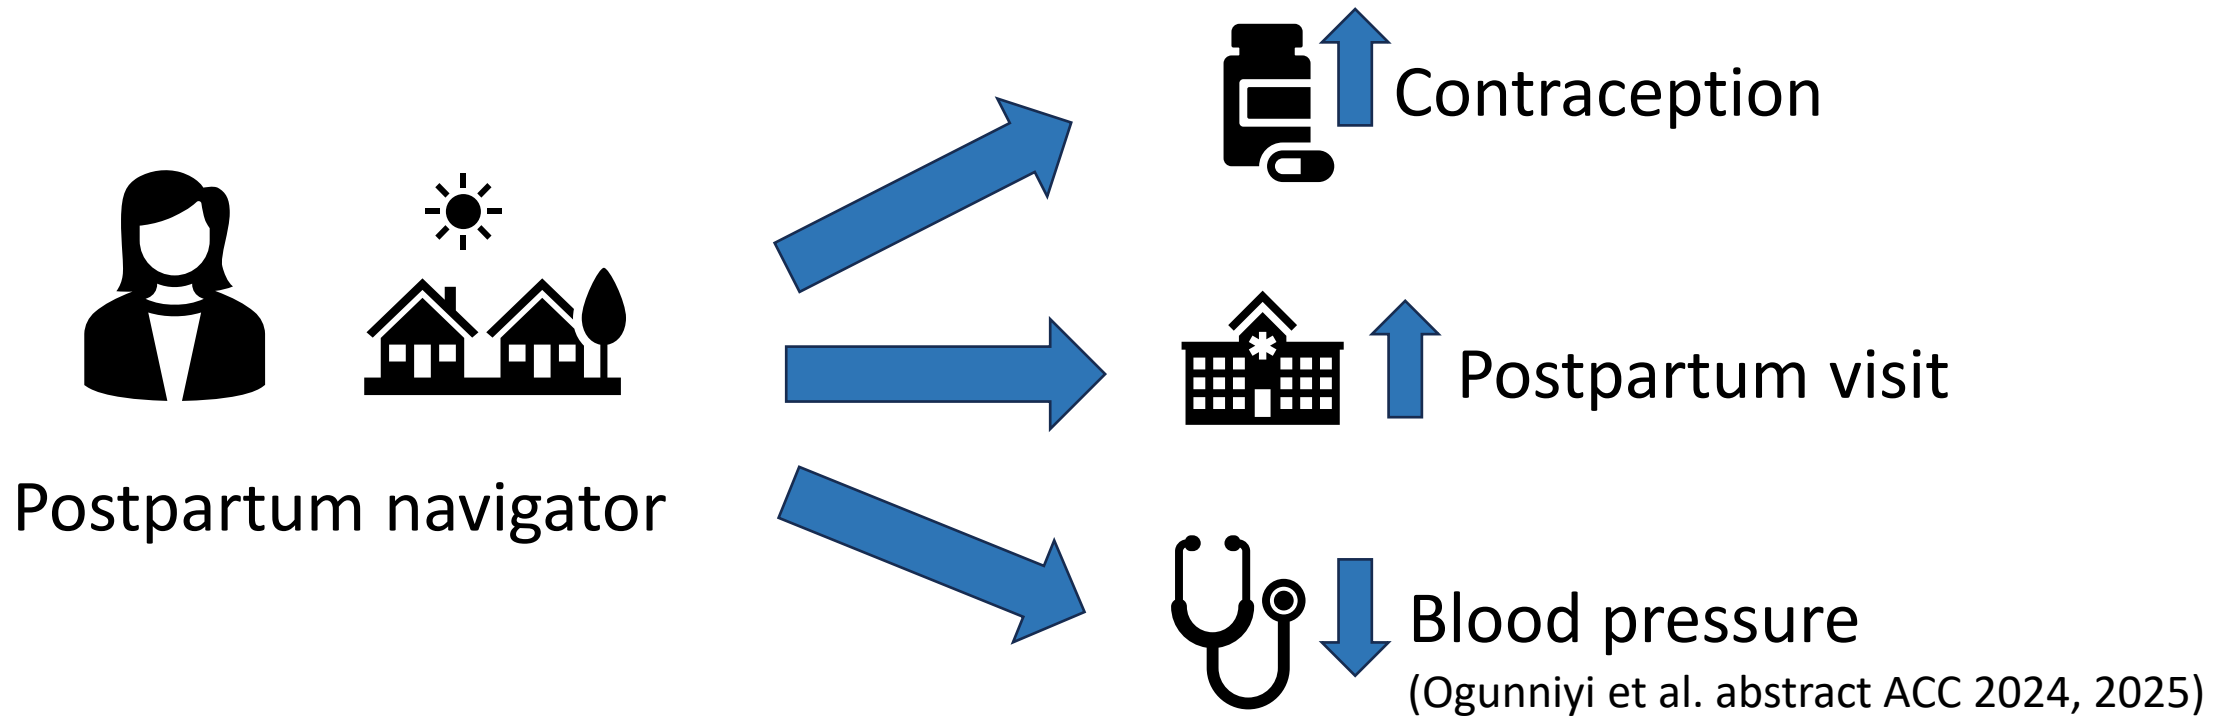 Contraception
Postpartum visit
Postpartum navigator
Blood pressure
(Ogunniyi et al. abstract ACC 2024, 2025)